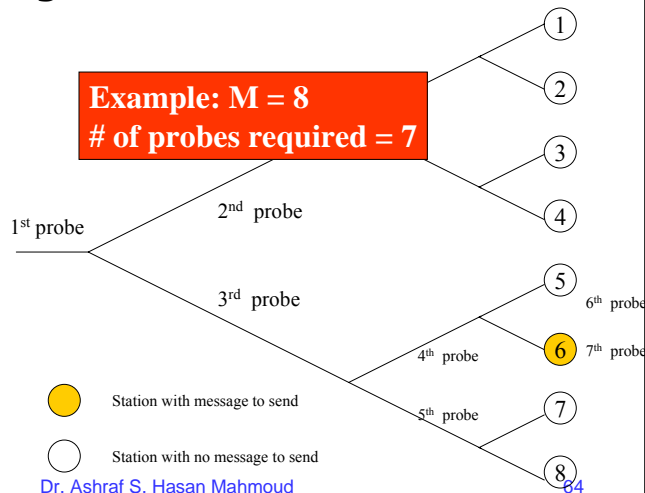 1
Example: M = 8
# of probes required = 7
2
3
4
2nd probe
1st probe
5
3rd probe
6th probe
6
7th probe
4th probe
Station with message to send
7
5th probe
Station with no message to send
8
Dr. Ashraf S. Hasan Mahmoud
64